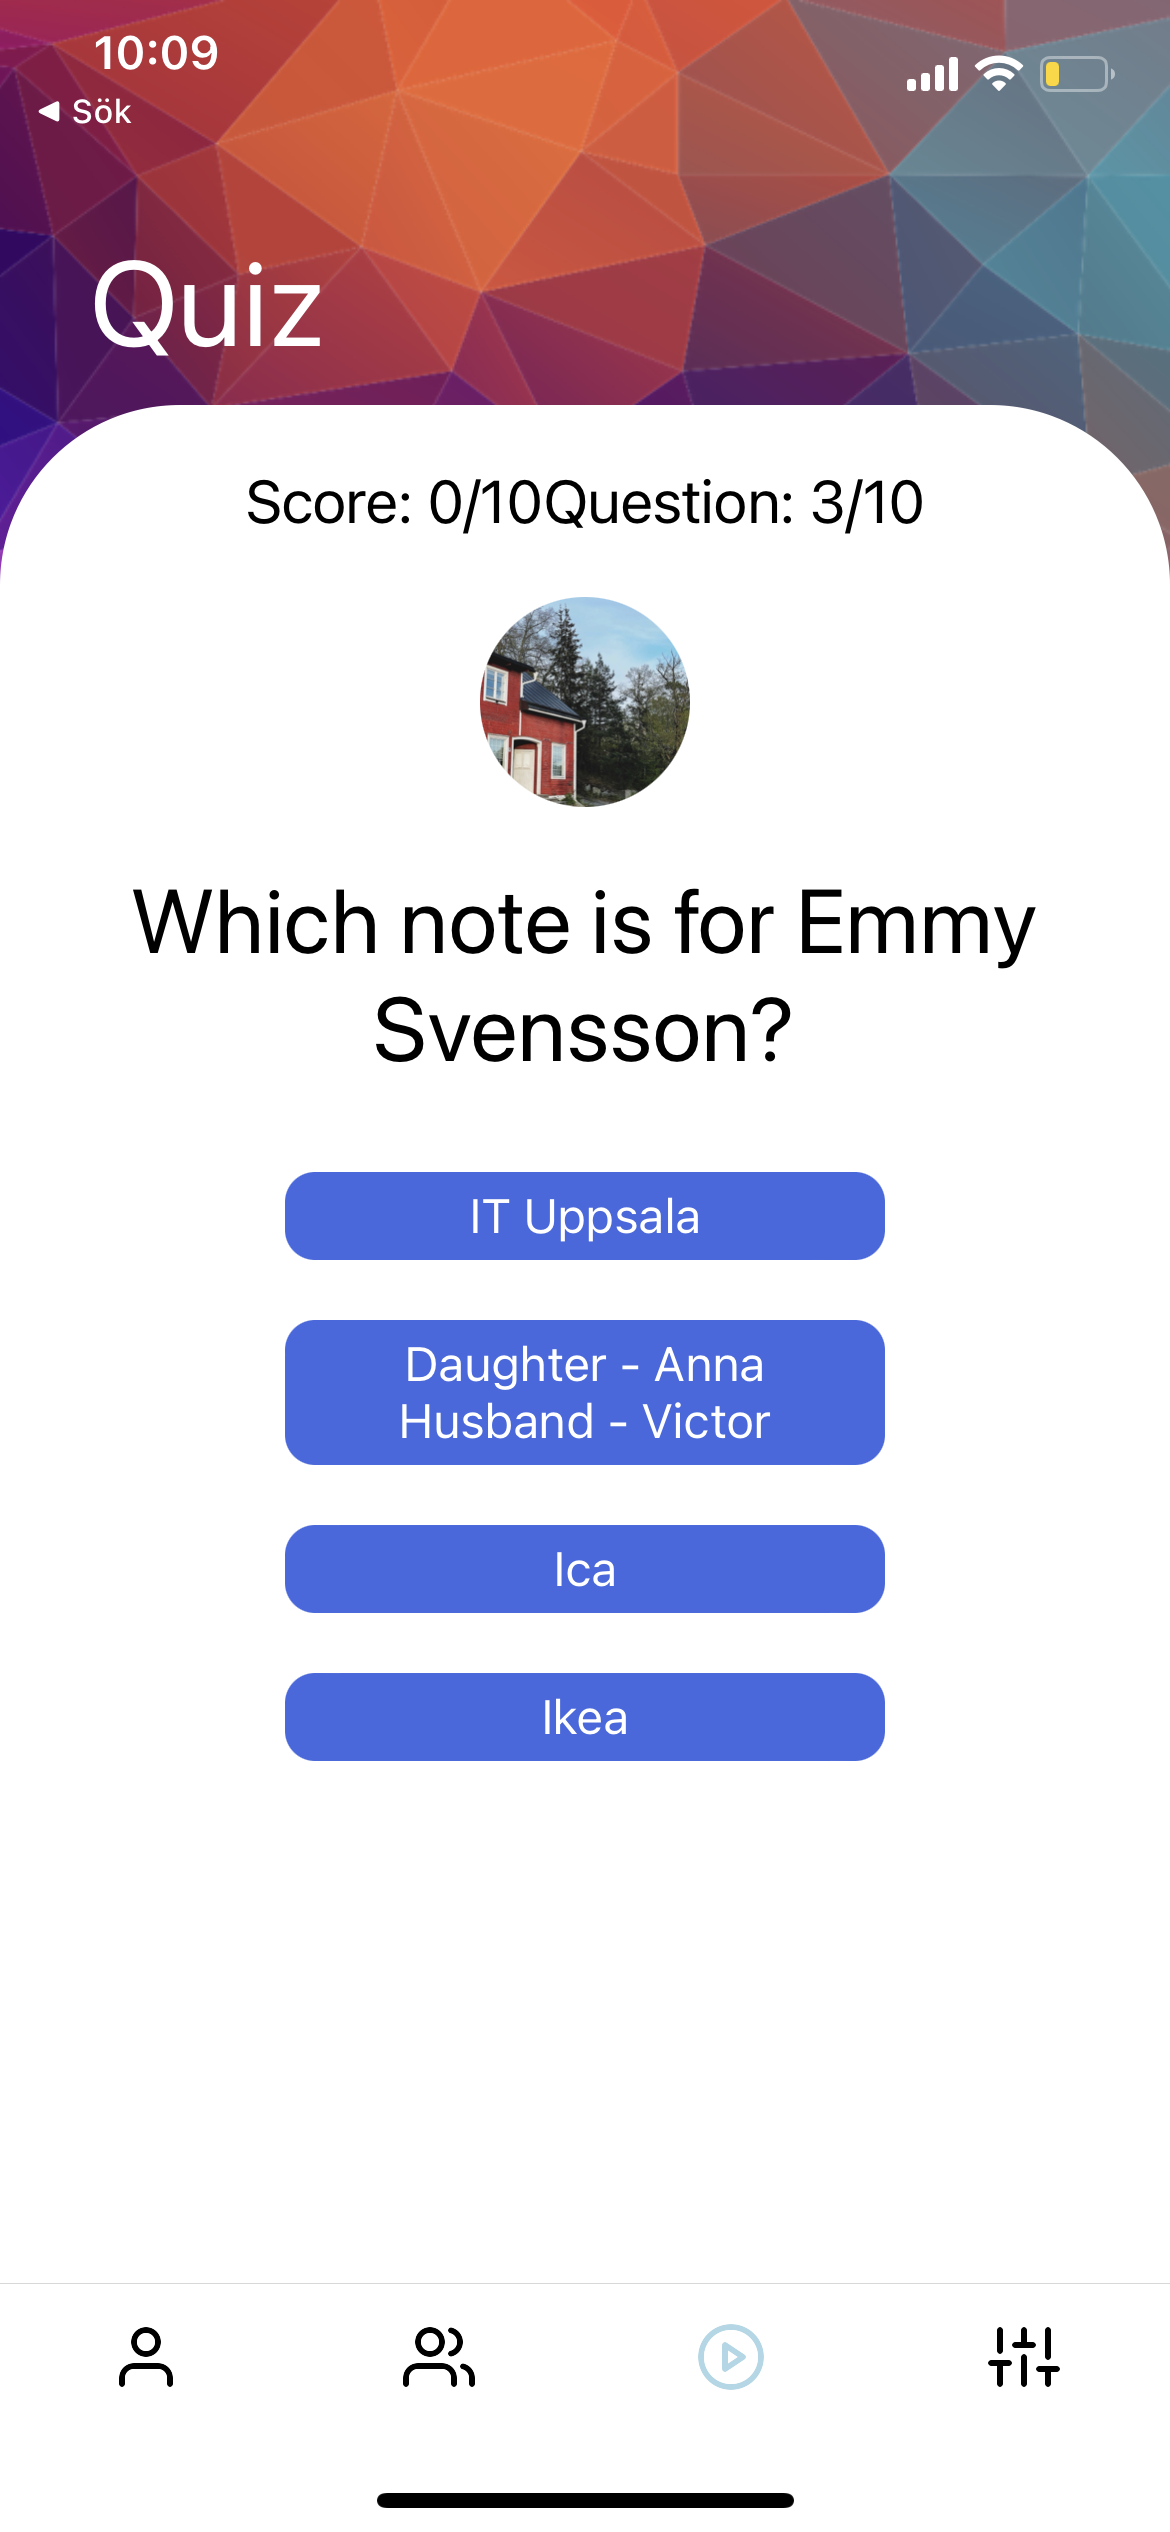 10:09
Sök
Quiz
Score: 0/10Question: 3/10
Which note is for Emmy
Svensson?
IT Uppsala
Daughter - Anna
Husband - Victor
Ica
Ikea